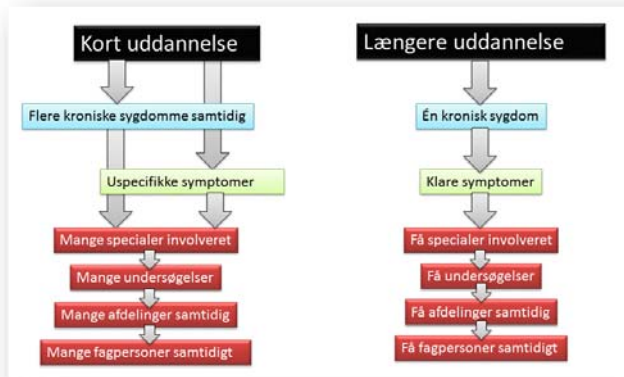 Kort uddannelse
Flere kroniske sygdomme samtidig
Uspecifikke symptomer
Mange specialer involveret
Mange undersøgelser
Mange afdelinger samtidig
Mange fagpersoner samtidigt
Længere uddannelse
Én kronisk sygdom
Klare symptomer
Få specialer involveret
Få undersøgelser
Få afdelinger samtidig
Få fagpersoner samtidigt